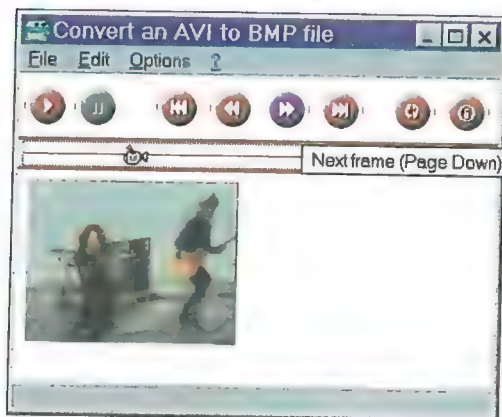 Convert an AVI to BMP file
File Edit Options ?
Next frame (Page Down)